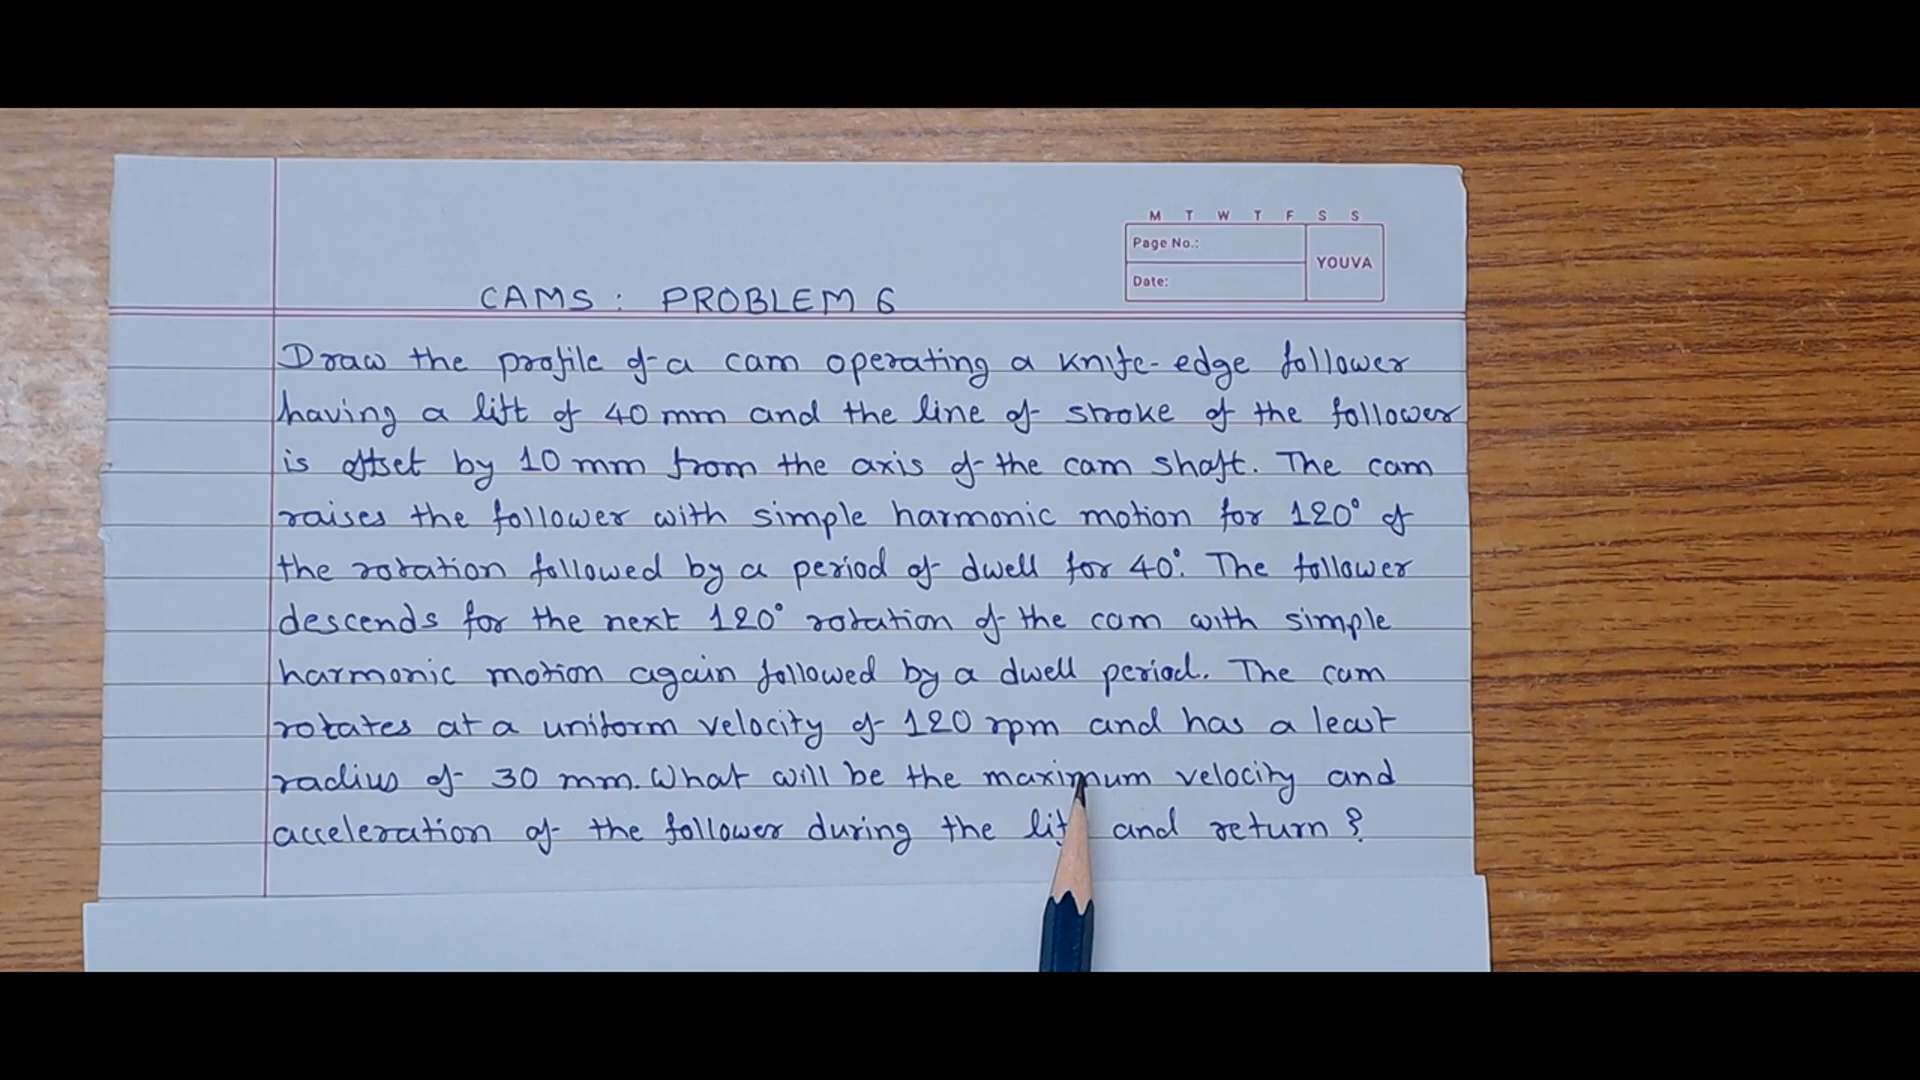 M T W T F S S
Page No.:
YOUVA
Date:
CAMS : PROBLEM 6
Draw the profile of a cam operating a knife-edge follower
having a lift of 40 mm and the line of stroke of the follower
is offset by 10 mm from the axis of the cam shaft. The cam
raises the follower with simple harmonic motion for 120° of
the rotation followed by a period of dwell for 40°. The follower
descends for the next 120° rotation of the cam with simple
harmonic motion again followed by a dwell period. The cam
rotates at a uniform velocity of 120 rpm and has a least
radius of 30 mm. What will be the maximum velocity and
acceleration of the follower during the lift and return ?